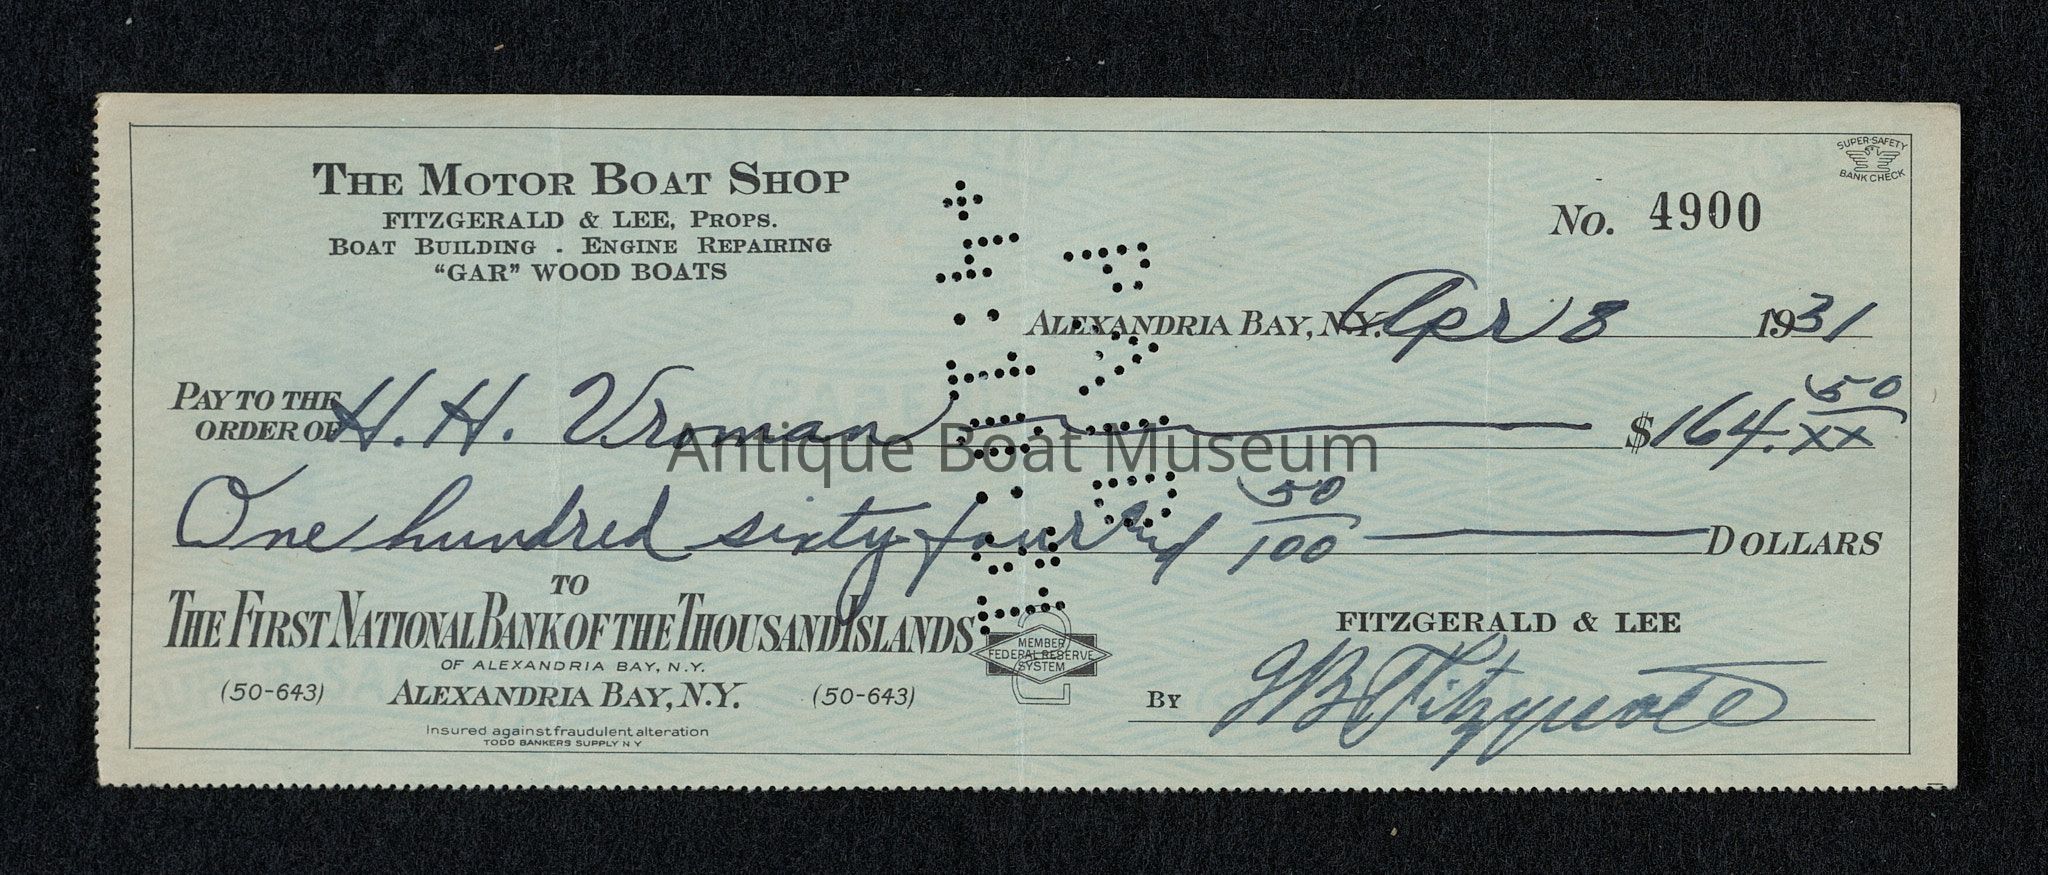 SUPER-SAFETY
BANK CHECK
THE MOTOR BOAT SHOP
FITZGERALD & LEE, PROPS.
BOAT BUILDING - ENGINE REPAIRING
"GAR" WOOD BOATS
No. 4900
ALEXANDRIA BAY, N.Y. Apr 8 1931
PAY TO THE
ORDER OF H. H. Vroman $164.50/xx
Antique Boat Museum
One hundred sixty four and 50/100 DOLLARS
TO
THE FIRST NATIONAL BANK OF THE THOUSAND ISLANDS
OF ALEXANDRIA BAY, N.Y.
(50-643) ALEXANDRIA BAY, N.Y. (50-643)
Insured against fraudulent alteration
TODD BANKERS SUPPLY N Y
MEMBER
FEDERAL RESERVE
SYSTEM
2
FITZGERALD & LEE
BY